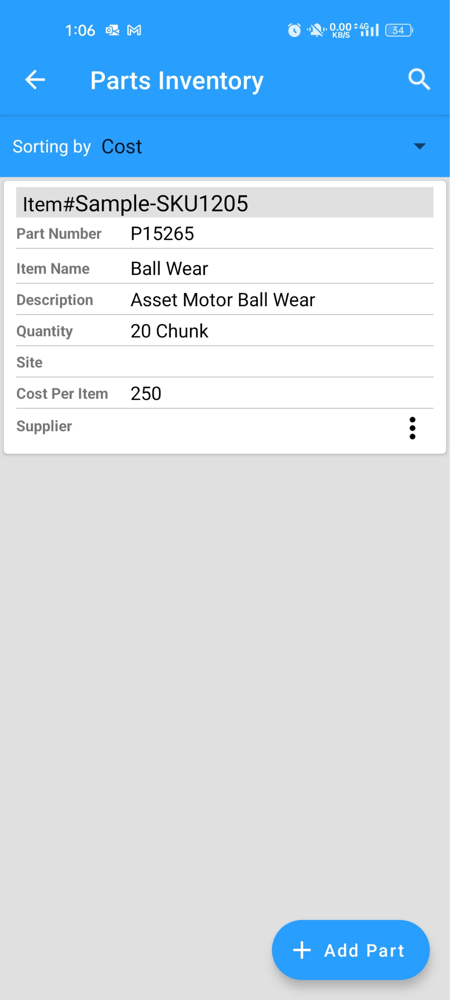 1:06 0.00 KB/S 4G 34
Parts Inventory
Sorting by Cost
Item#Sample-SKU1205
Part Number P15265
Item Name Ball Wear
Description Asset Motor Ball Wear
Quantity 20 Chunk
Site
Cost Per Item 250
Supplier
Add Part